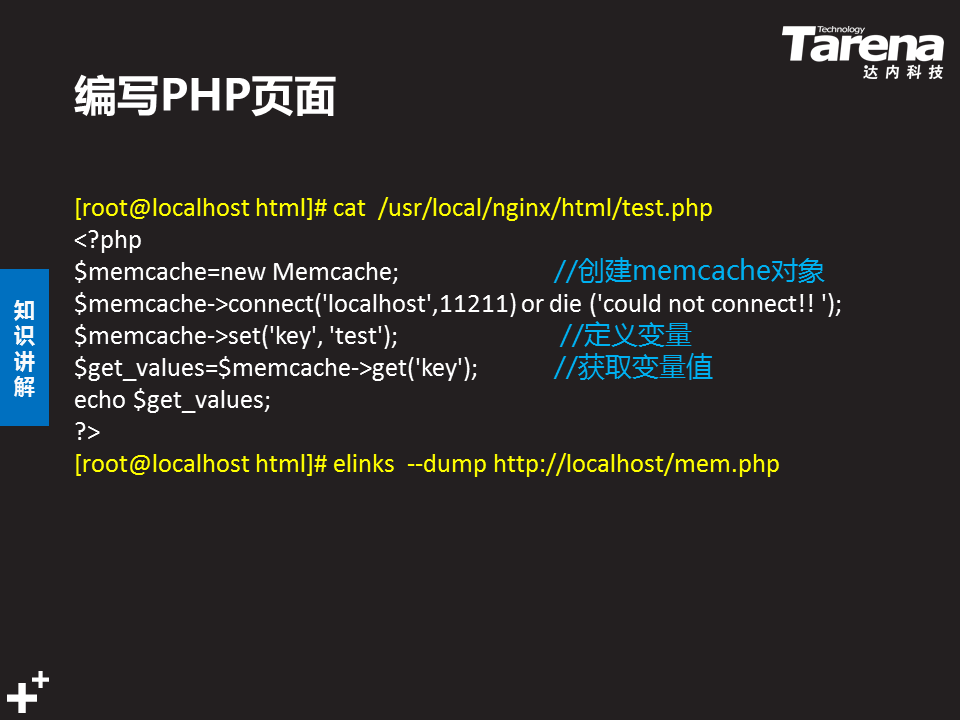 Technology
Tarena
达内科技
编写PHP页面
[root@localhost html]# cat  /usr/local/nginx/html/test.php
<?php
$memcache=new Memcache;    //创建memcache对象
$memcache->connect('localhost',11211) or die ('could not connect!! ');
$memcache->set('key', 'test');    //定义变量
$get_values=$memcache->get('key');    //获取变量值
echo $get_values;
?>
[root@localhost html]# elinks  --dump http://localhost/mem.php
知识讲解